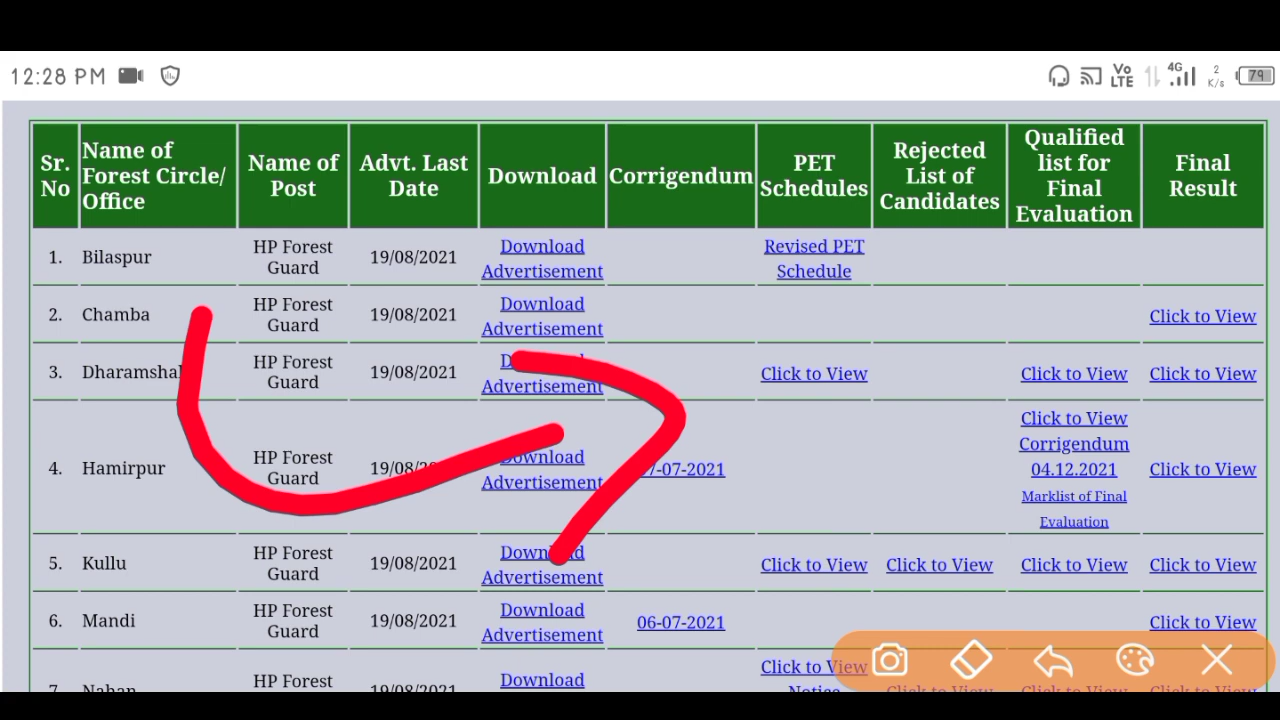 12:28 PM
Vo LTE 4G 2 K/s 79
Sr. No
Name of Forest Circle/ Office
Name of Post
Advt. Last Date
Download
Corrigendum
PET Schedules
Rejected List of Candidates
Qualified list for Final Evaluation
Final Result
1. Bilaspur HP Forest Guard 19/08/2021 Download Advertisement Revised PET Schedule
2. Chamba HP Forest Guard 19/08/2021 Download Advertisement Click to View
3. HP Forest Guard 19/08/2021 Advertisement Click to View Click to View Click to View
4. Hamirpur HP Forest Guard Download Advertisement Click to View Corrigendum 04.12.2021 Marklist of Final Evaluation Click to View
5. Kullu HP Forest Guard 19/08/2021 Advertisement Click to View Click to View Click to View Click to View
6. Mandi HP Forest Guard 19/08/2021 Download Advertisement 06-07-2021 Click to View
HP Forest Download Click to View